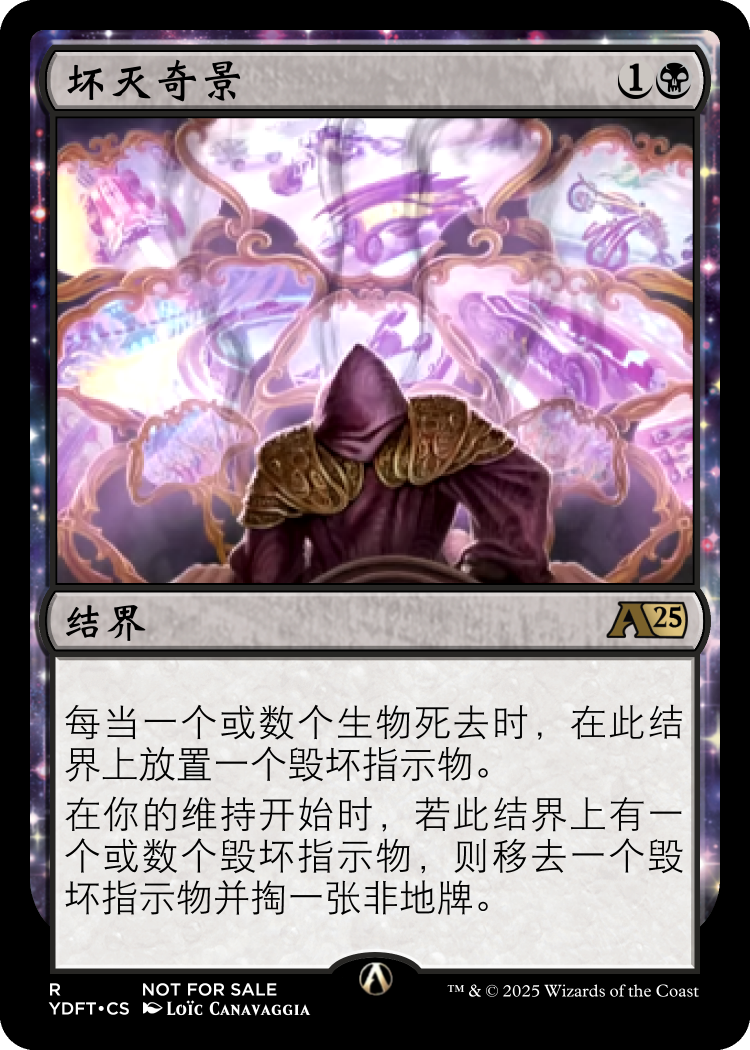 坏灭奇景 1
结界 A25
每当一个或数个生物死去时，在此结
界上放置一个毁坏指示物。
在你的维持开始时，若此结界上有一
个或数个毁坏指示物，则移去一个毁
坏指示物并掏一张非地牌。
R NOT FOR SALE
YDFT•CS LOÏC CANAVAGGIA
™ & © 2025 Wizards of the Coast